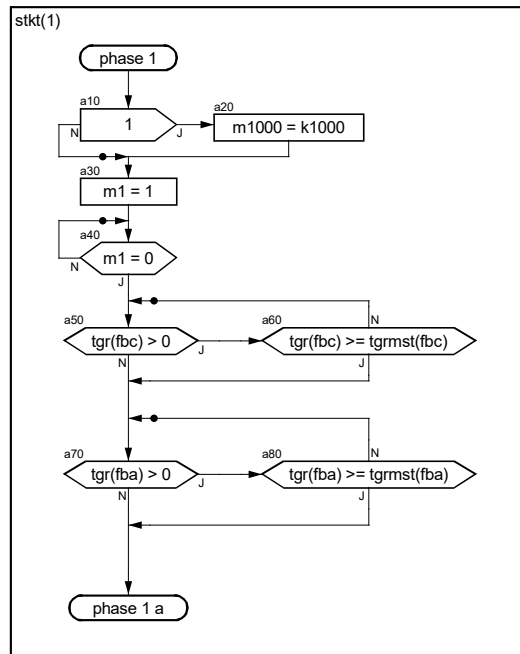 stkt(1)
phase 1
a10
1
N
J
a20
m1000 = k1000
a30
m1 = 1
a40
m1 = 0
N
J
a50
tgr(fbc) > 0
J
N
a60
N
tgr(fbc) >= tgrmst(fbc)
J
a70
tgr(fba) > 0
J
N
a80
N
tgr(fba) >= tgrmst(fba)
J
phase 1 a